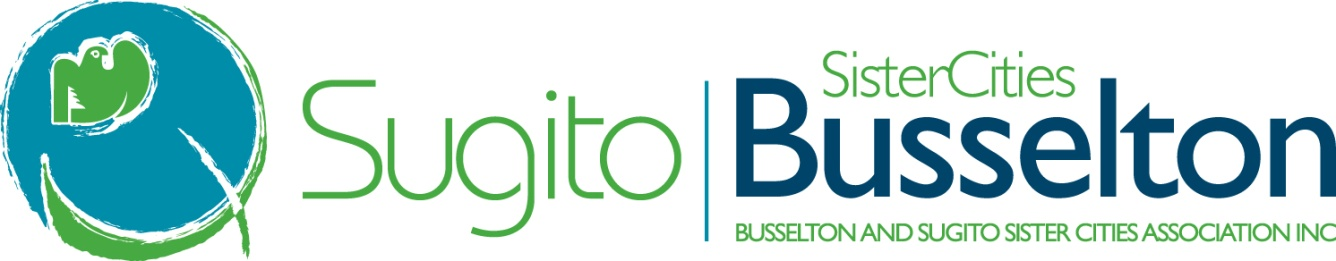 Sugito
SisterCities
Busselton
BUSSELTON AND SUGITO SISTER CITIES ASSOCIATION INC